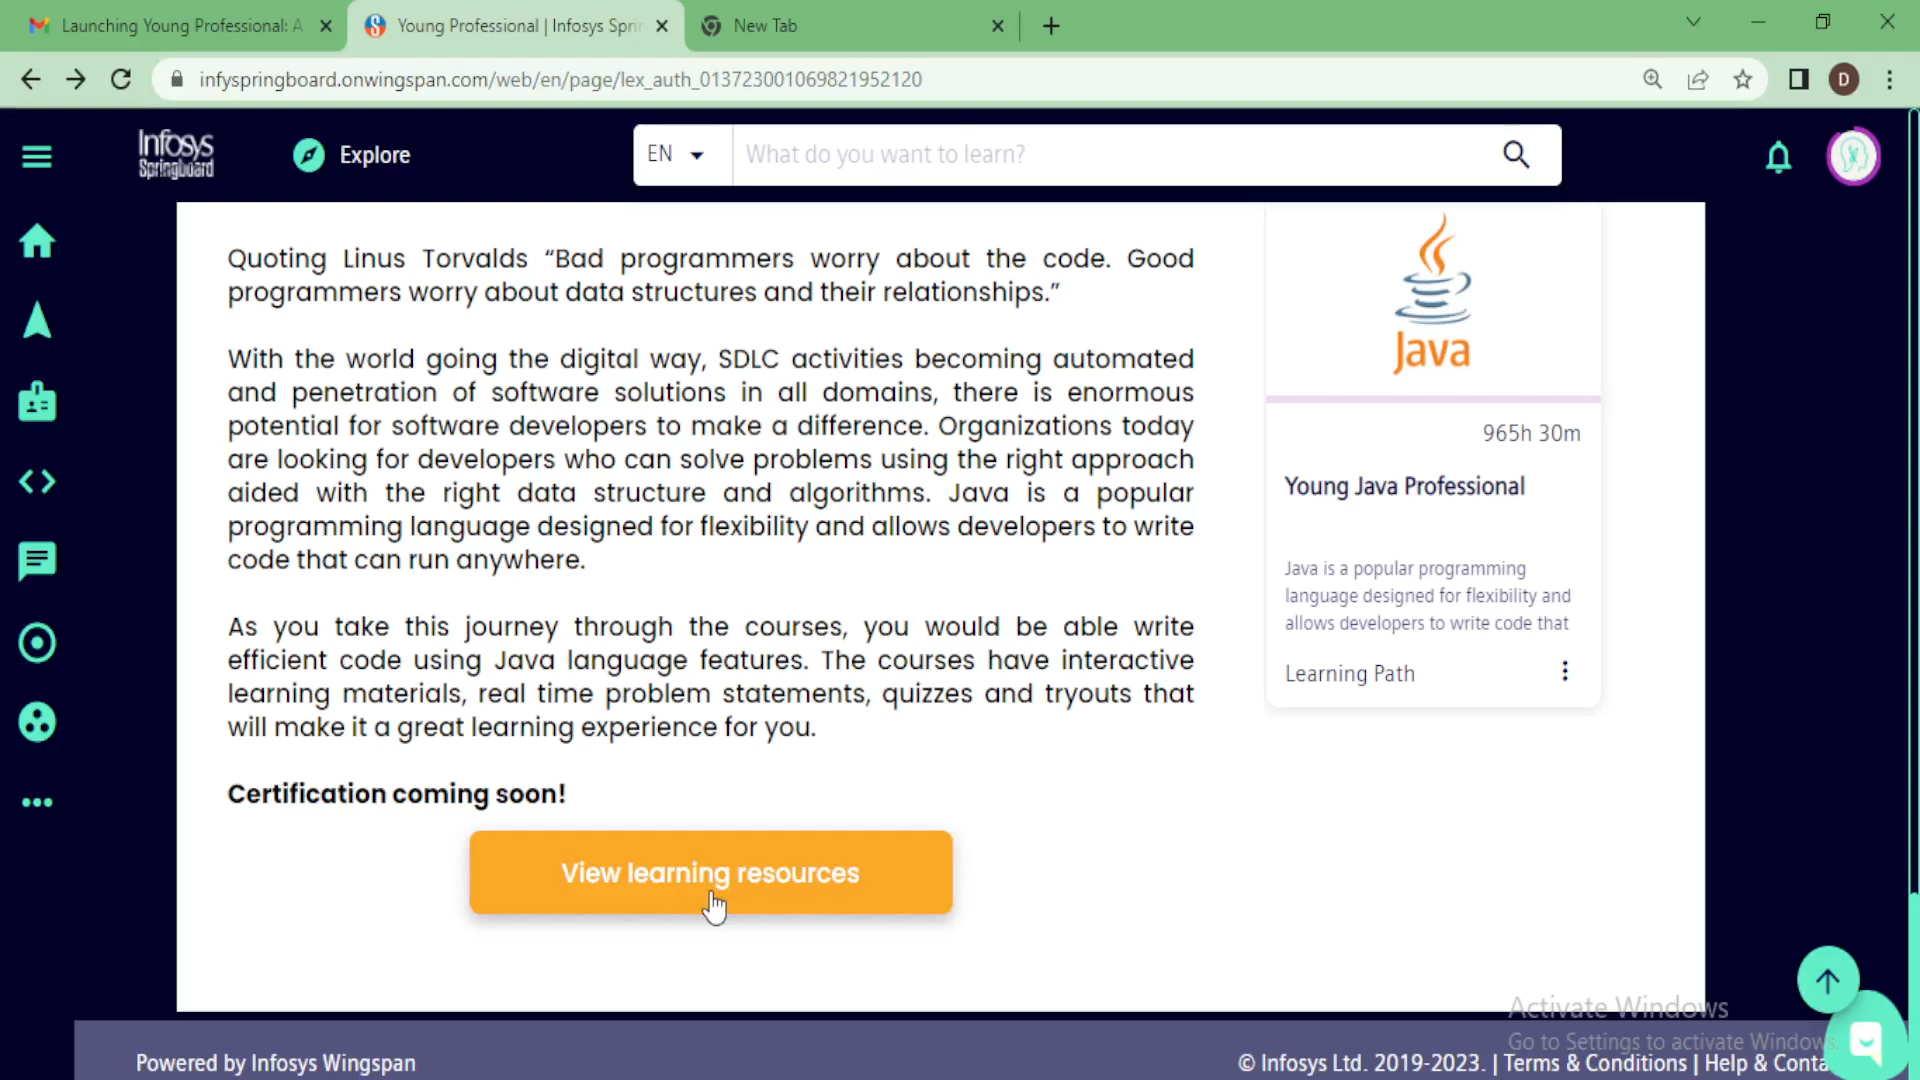 Launching Young Professional: A
Young Professional | Infosys Spri
New Tab
infyspringboard.onwingspan.com/web/en/page/lex_auth_013723001069821952120
D
Infosys
Springboard
Explore
EN
What do you want to learn?
Quoting Linus Torvalds “Bad programmers worry about the code. Good
programmers worry about data structures and their relationships.”
With the world going the digital way, SDLC activities becoming automated
and penetration of software solutions in all domains, there is enormous
potential for software developers to make a difference. Organizations today
are looking for developers who can solve problems using the right approach
aided with the right data structure and algorithms. Java is a popular
programming language designed for flexibility and allows developers to write
code that can run anywhere.
As you take this journey through the courses, you would be able write
efficient code using Java language features. The courses have interactive
learning materials, real time problem statements, quizzes and tryouts that
will make it a great learning experience for you.
Certification coming soon!
View learning resources
Java
965h 30m
Young Java Professional
Java is a popular programming
language designed for flexibility and
allows developers to write code that
Learning Path
Activate Windows
Go to Settings to activate Windows.
Powered by Infosys Wingspan
© Infosys Ltd. 2019-2023. | Terms & Conditions | Help & Conta